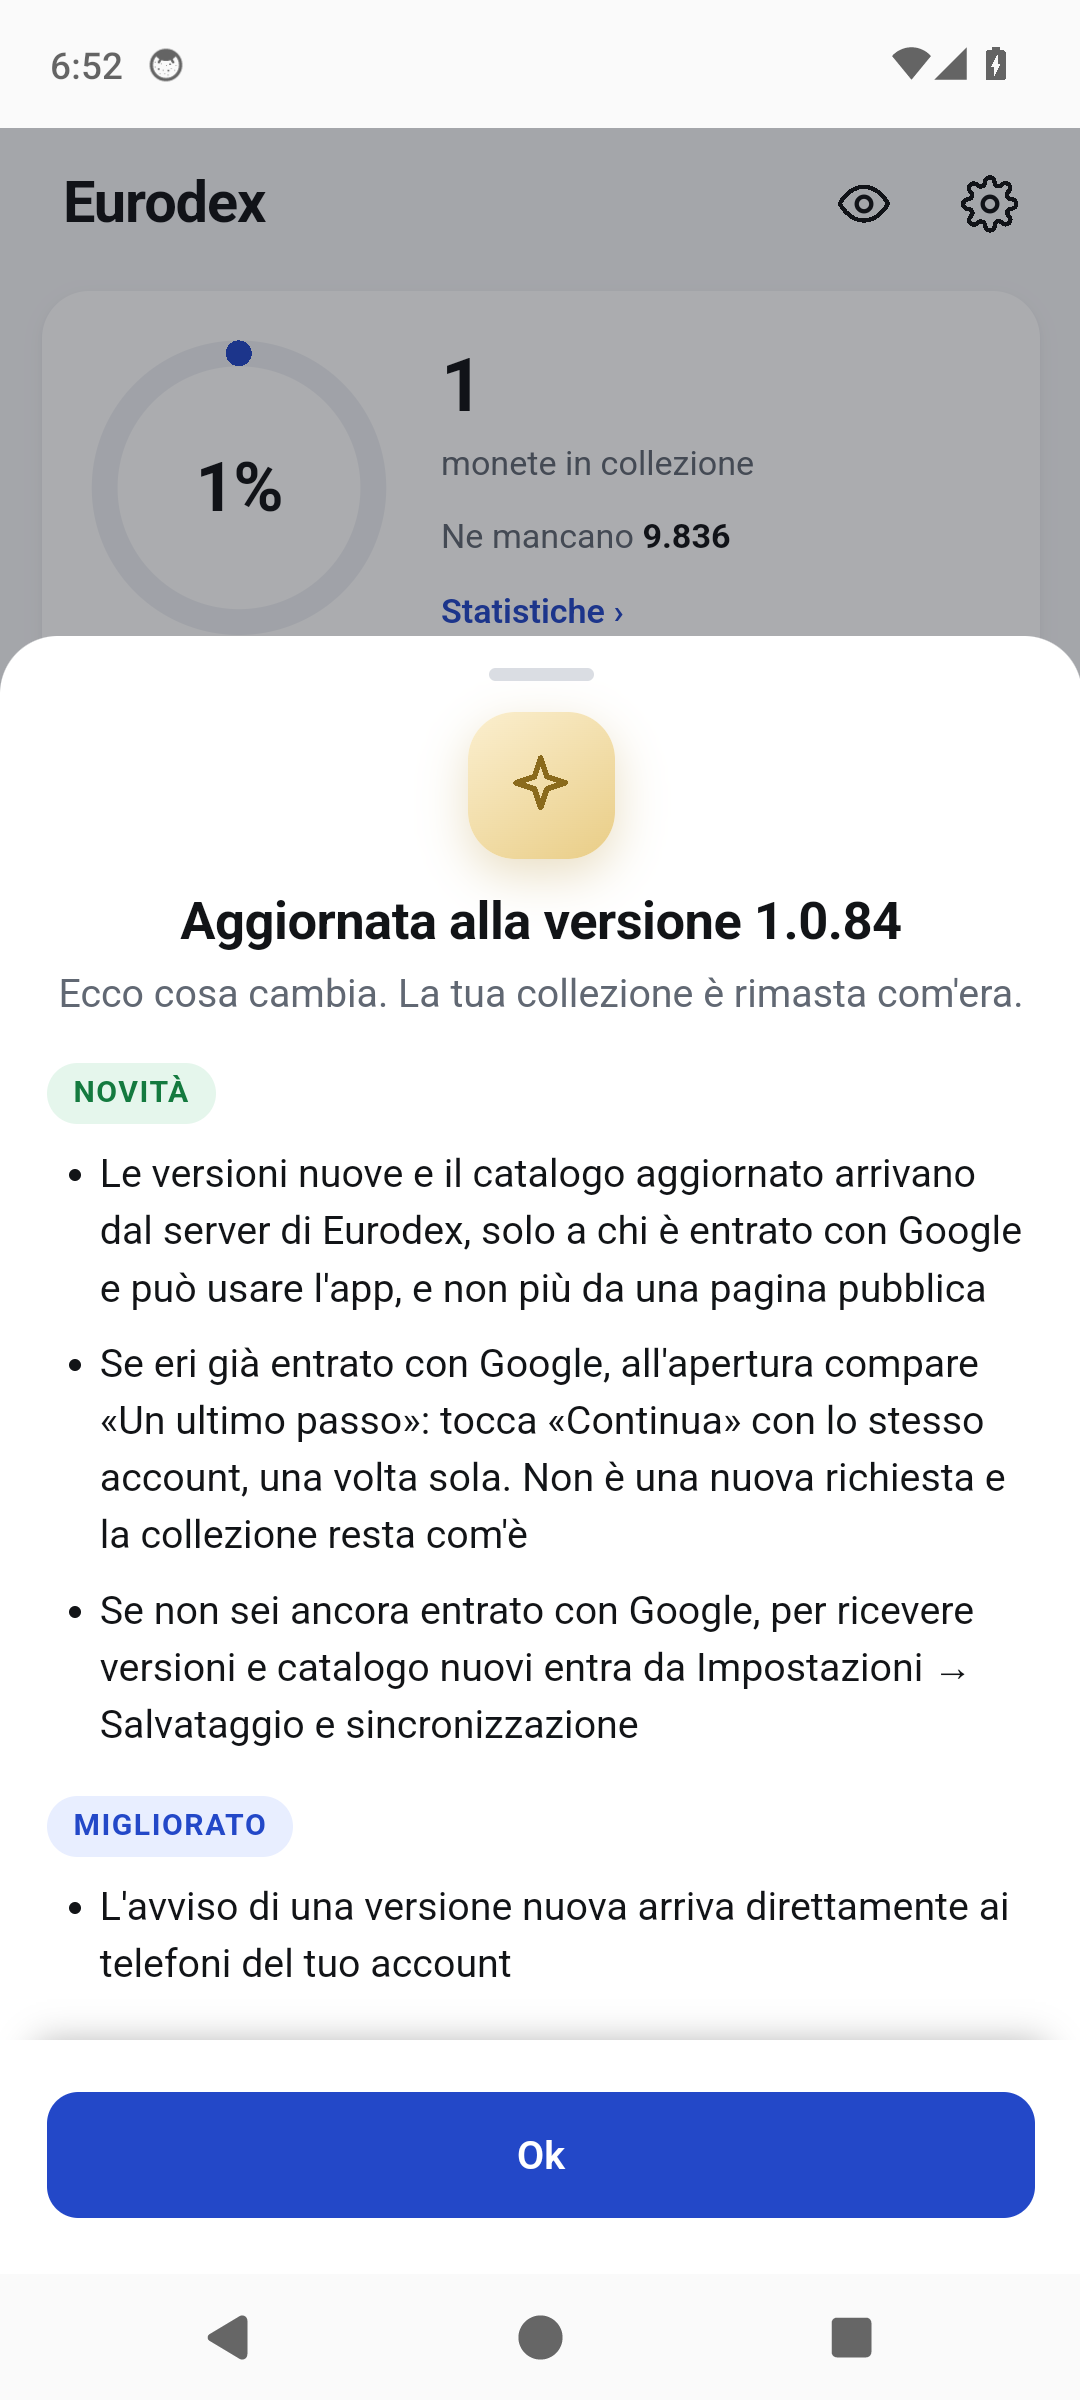 6:52
Eurodex
1%
1
monete in collezione
Ne mancano 9.836
Statistiche ›
Aggiornata alla versione 1.0.84
Ecco cosa cambia. La tua collezione è rimasta com'era.
NOVITÀ
• Le versioni nuove e il catalogo aggiornato arrivano
dal server di Eurodex, solo a chi è entrato con Google
e può usare l'app, e non più da una pagina pubblica
• Se eri già entrato con Google, all'apertura compare
«Un ultimo passo»: tocca «Continua» con lo stesso
account, una volta sola. Non è una nuova richiesta e
la collezione resta com'è
• Se non sei ancora entrato con Google, per ricevere
versioni e catalogo nuovi entra da Impostazioni →
Salvataggio e sincronizzazione
MIGLIORATO
• L'avviso di una versione nuova arriva direttamente ai
telefoni del tuo account
Ok